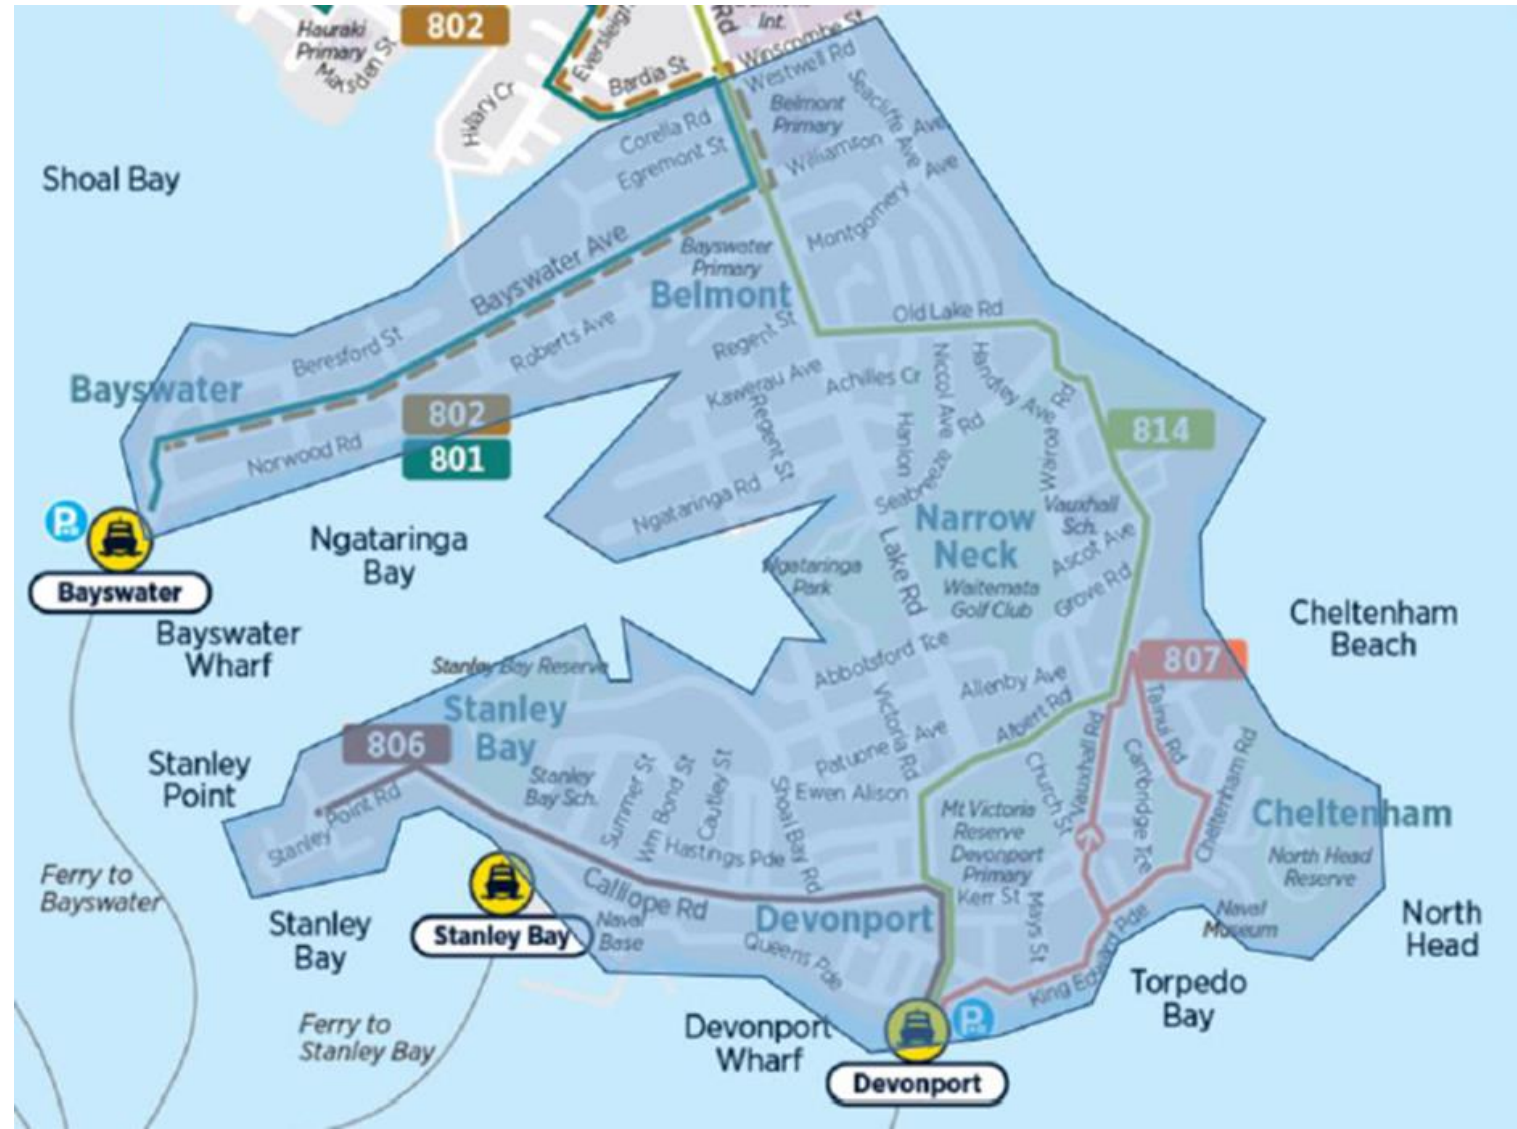 Hauraki
Primary
Marsden St
802
Eversleigh
Rd
Int.
Winscombe St
Bardia St
Westwell Rd
Hillary Cr
Seacliffe Ave
Belmont
Primary
Corella Rd
Egremont St
Williamson Ave
Shoal Bay
Montgomery Ave
Bayswater Ave
Bayswater
Primary
Belmont
Old Lake Rd
Beresford St
Roberts Ave
Regent St
Bayswater
Kawerau Ave
Achilles Cr
Niccol Ave
Handley Ave
Rd
802
801
Regent St
Hanlon
Rd
Wairoa
814
Norwood Rd
Seabreeze
Ngataringa Rd
Vauxhall
Sch.
Narrow
Neck
P
Ngataringa
Bay
Lake Rd
Ascot Ave
Ngataringa
Park
Waitemata
Golf Club
Grove Rd
Bayswater
Bayswater
Wharf
Cheltenham
Beach
Stanley Bay Reserve
Abbotsford Tce
807
Allenby Ave
Stanley
Bay
Victoria Rd
Albert Rd
Vauxhall Rd
Tainui Rd
806
Patuone Ave
Church St
Cambridge Tce
Cheltenham Rd
Stanley
Point
Stanley
Bay Sch.
Summer St
Wm Bond St
Cautley St
Shoal Bay Rd
Ewen Alison
Stanley Point Rd
Mt Victoria
Reserve
Devonport
Primary
Cheltenham
Hastings Pde
North Head
Reserve
Ferry to
Bayswater
Calliope Rd
Kerr St
Mays St
Naval
Museum
Devonport
Stanley
Bay
Stanley Bay
Naval
Base
Queens Pde
North
Head
King Edward Pde
Torpedo
Bay
P
Ferry to
Stanley Bay
Devonport
Wharf
Devonport